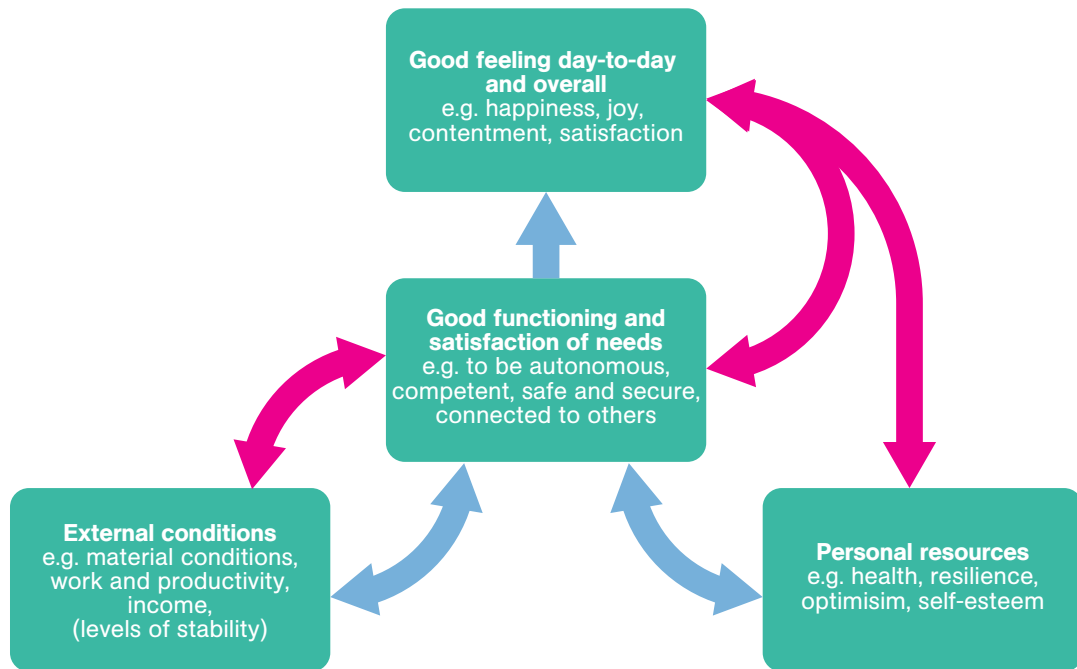 Good feeling day-to-day
and overall
e.g. happiness, joy,
contentment, satisfaction
Good functioning and
satisfaction of needs
e.g. to be autonomous,
competent, safe and secure,
connected to others
External conditions
e.g. material conditions,
work and productivity,
income,
(levels of stability)
Personal resources
e.g. health, resilience,
optimisim, self-esteem